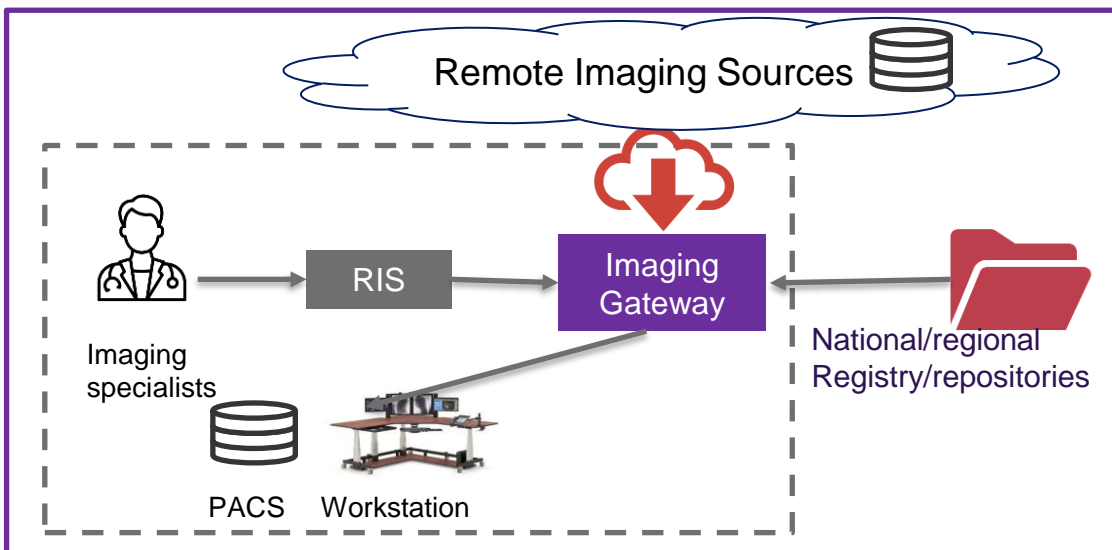 Remote Imaging Sources
RIS
Imaging
Gateway
Imaging
specialists
National/regional
Registry/repositories
PACS
Workstation